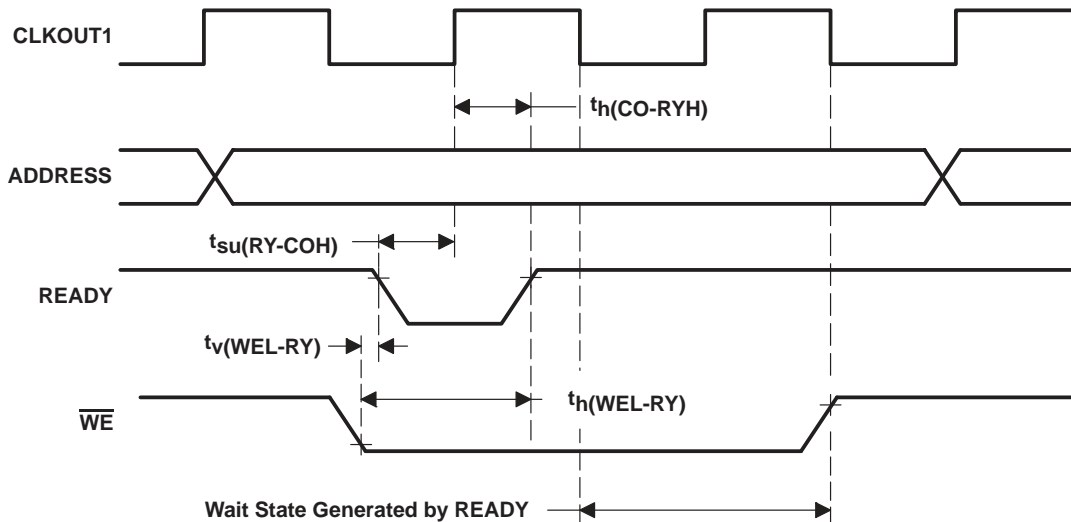 CLKOUT1
th(CO-RYH)
ADDRESS
tsu(RY-COH)
READY
tv(WEL-RY)
th(WEL-RY)
WE
Wait State Generated by READY